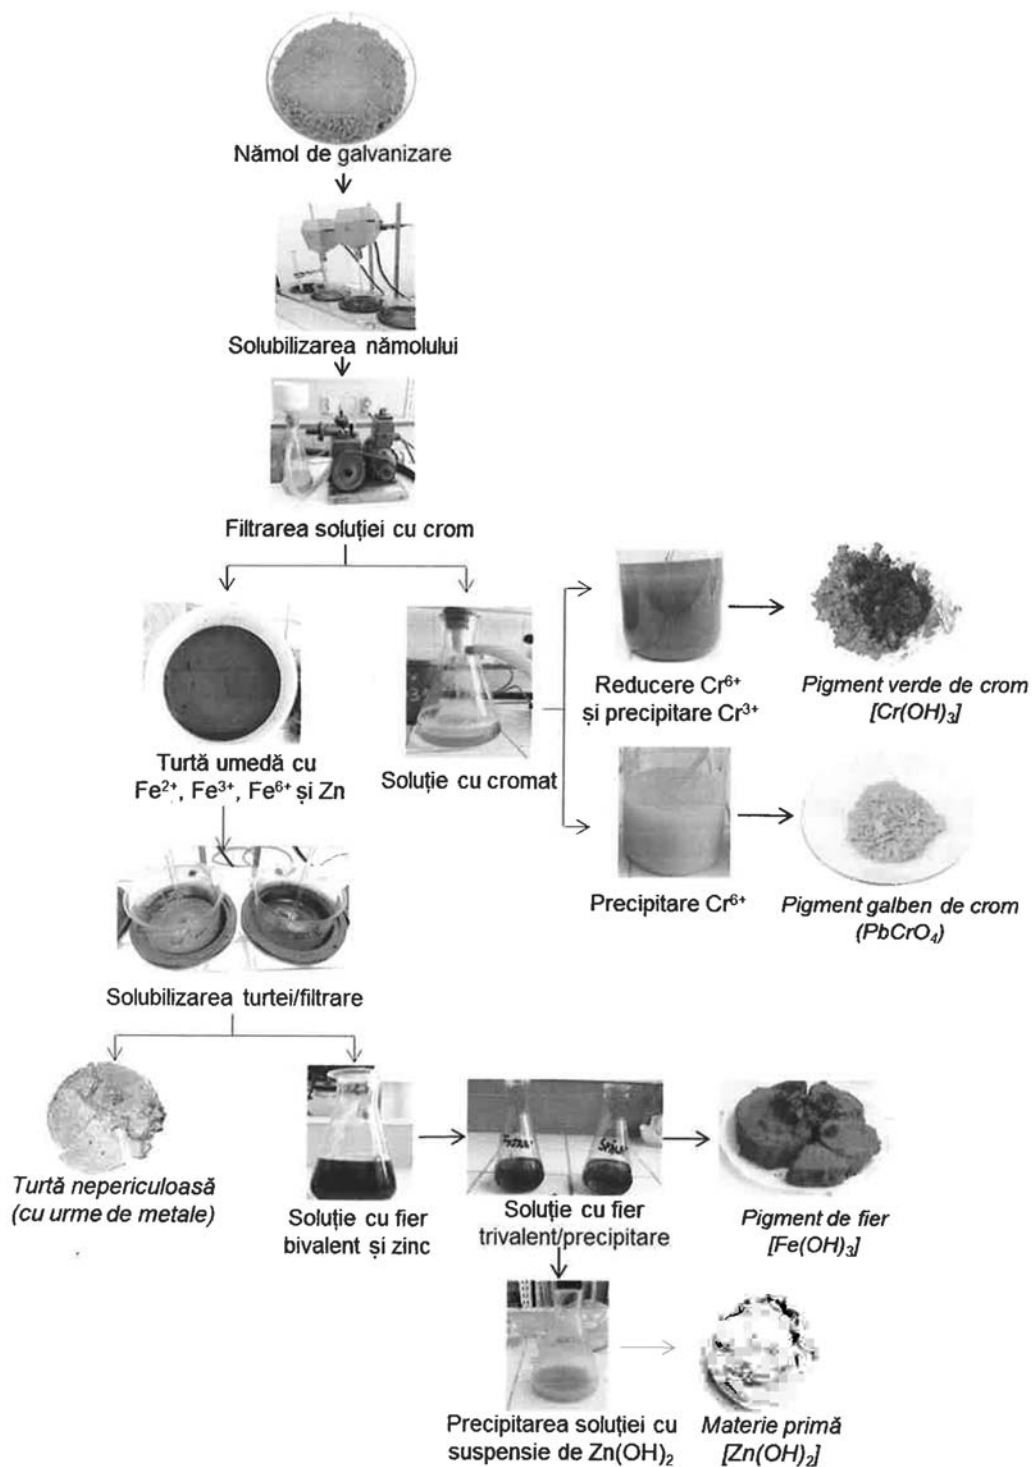 Nămol de galvanizare
Solubilizarea nămolului
Filtrarea soluției cu crom
Turtă umedă cu
Fe²⁺, Fe³⁺, Fe⁶⁺ și Zn
Soluție cu cromat
Reducere Cr⁶⁺
și precipitare Cr³⁺
Pigment verde de crom
[Cr(OH)₃]
Precipitare Cr⁶⁺
Pigment galben de crom
(PbCrO₄)
Solubilizarea turtei/filtrare
Turtă nepericuloasă
(cu urme de metale)
Soluție cu fier
bivalent și zinc
Soluție cu fier
trivalent/precipitare
Pigment de fier
[Fe(OH)₃]
Precipitarea soluției cu
suspensie de Zn(OH)₂
Materie primă
[Zn(OH)₂]